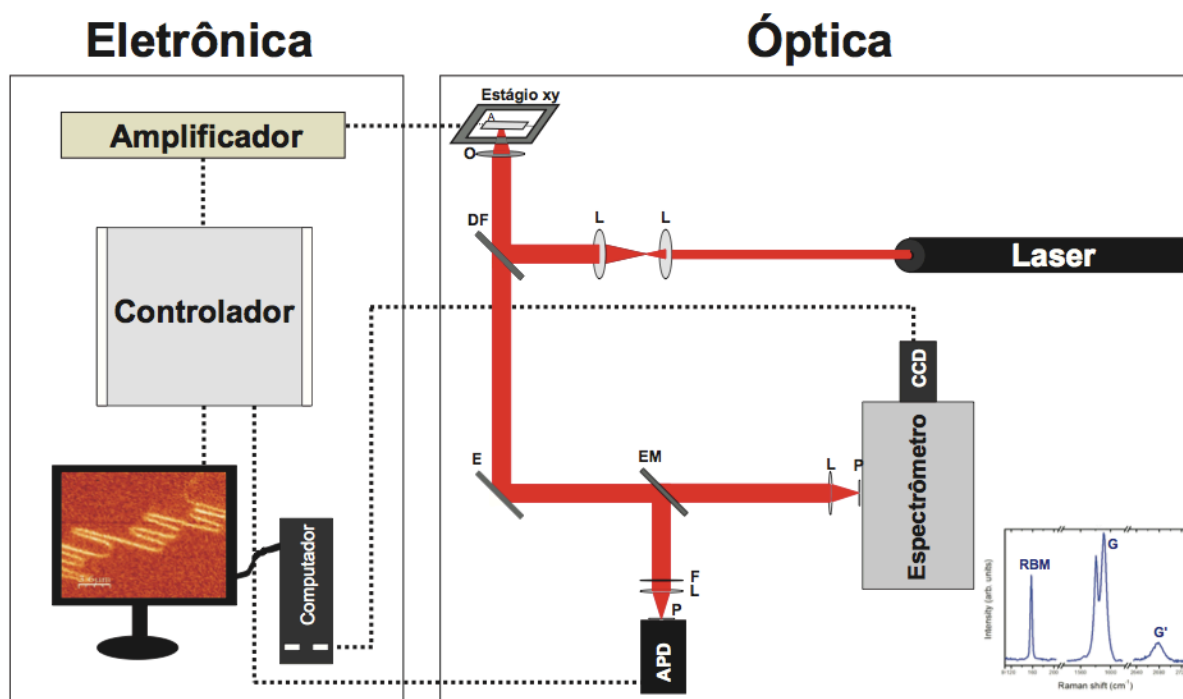 Eletrônica
Óptica
Amplificador
Controlador
Computador
Estágio xy
A
O
DF
L
L
Laser
CCD
Espectrômetro
E
EM
L
P
F
L
P
APD
RBM
G
G'
Intensity (arb. units)
Raman shift (cm⁻¹)